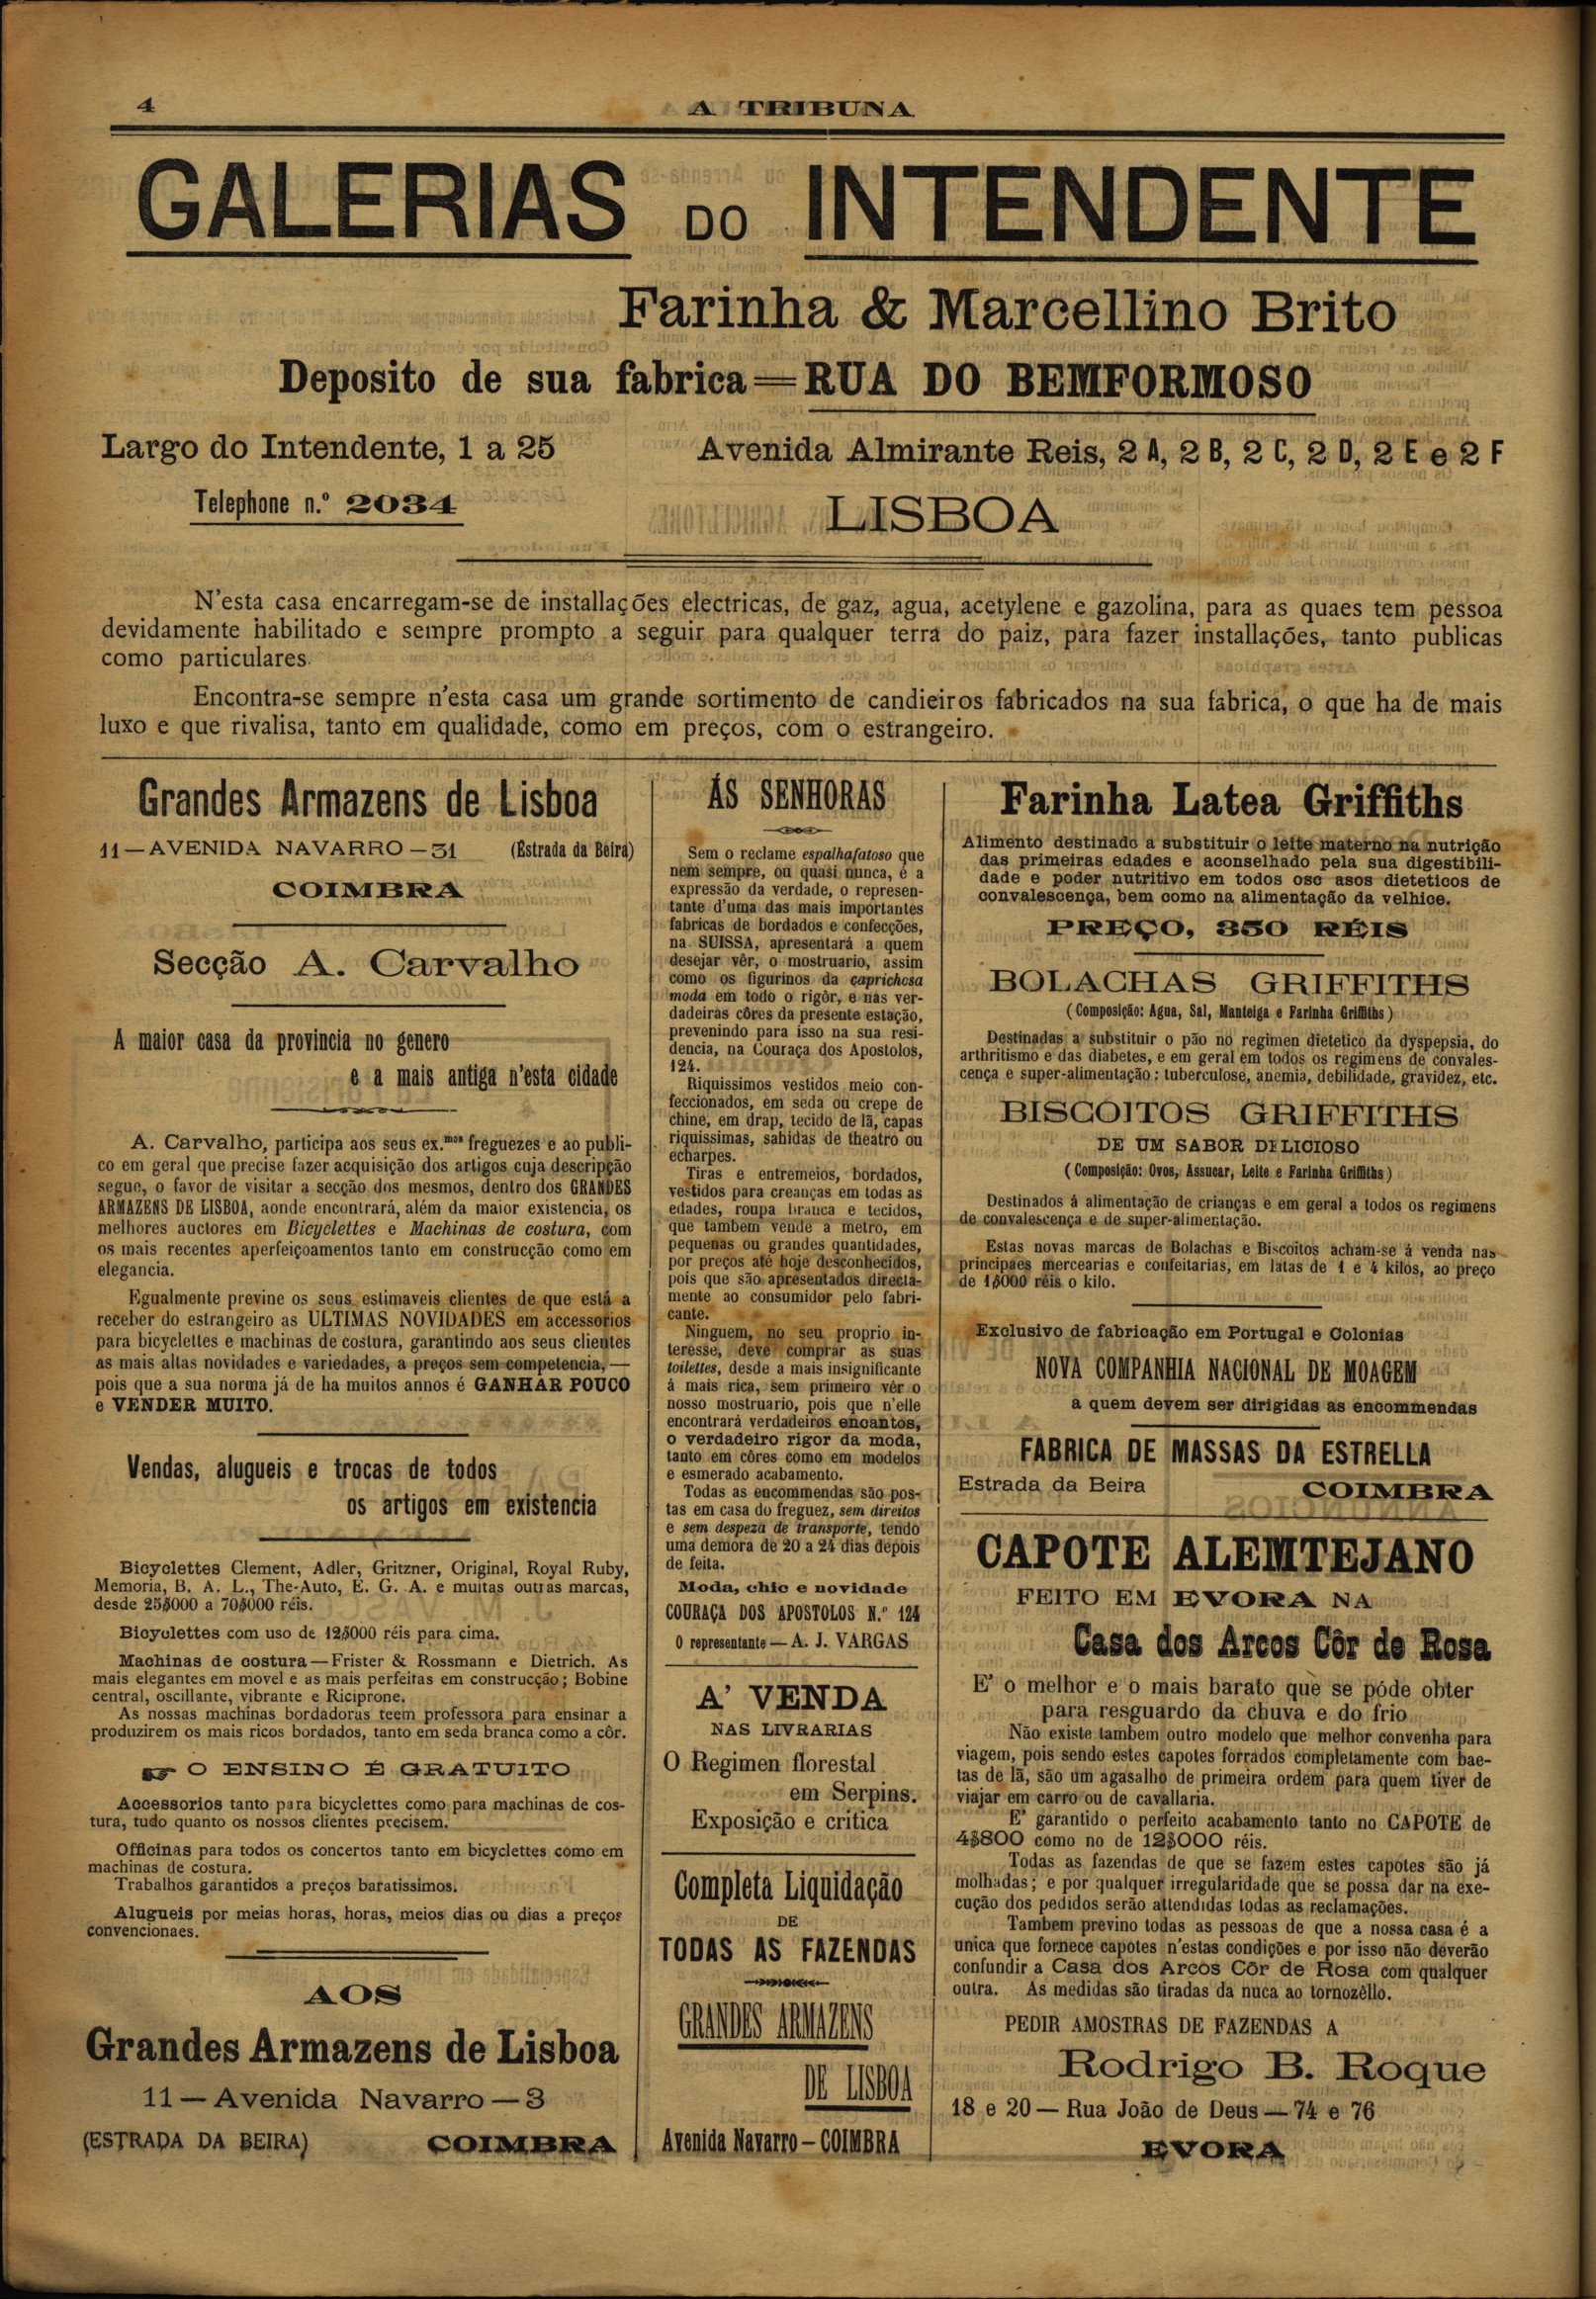 4
A TRIBUNA
GALERIAS DO INTENDENTE
Farinha & Marcellino Brito
Deposito de sua fabrica=RUA DO BEMFORMOSO
Largo do Intendente, 1 a 25
Avenida Almirante Reis, 2 A, 2 B, 2 C, 2 D, 2 E e 2 F
Telephone n.º 2034
LISBOA
N'esta casa encarregam-se de installações electricas, de gaz, agua, acetylene e gazolina, para as quaes tem pessoa
devidamente habilitado e sempre prompto a seguir para qualquer terra do paiz, para fazer installações, tanto publicas
como particulares.
Encontra-se sempre n'esta casa um grande sortimento de candieiros fabricados na sua fabrica, o que ha de mais
luxo e que rivalisa, tanto em qualidade, como em preços, com o estrangeiro.
Grandes Armazens de Lisboa
11—AVENIDA NAVARRO—31 (Estrada da Beira)
COIMBRA
Secção A. Carvalho
A maior casa da provincia no genero
e a mais antiga n'esta cidade
A. Carvalho, participa aos seus ex.mos freguezes e ao publi-
co em geral que precise fazer acquisição dos artigos cuja descripção
segue, o favor de visitar a secção dos mesmos, dentro dos GRANDES
ARMAZENS DE LISBOA, aonde encontrará, além da maior existencia, os
melhores auctores em Bicyclettes e Machinas de costura, com
os mais recentes aperfeiçoamentos tanto em construcção como em
elegancia.
Egualmente previne os seus estimaveis clientes de que está a
receber do estrangeiro as ULTIMAS NOVIDADES em accessorios
para bicyclettes e machinas de costura, garantindo aos seus clientes
as mais altas novidades e variedades, a preços sem competencia,—
pois que a sua norma já de ha muitos annos é GANHAR POUCO
e VENDER MUITO.
Vendas, alugueis e trocas de todos
os artigos em existencia
Bicyclettes Clement, Adler, Gritzner, Original, Royal Ruby,
Memoria, B. A. L., The-Auto, E. G. A. e muitas outras marcas,
desde 25$000 a 70$000 réis.
Bicyclettes com uso de 12$000 réis para cima.
Machinas de costura—Frister & Rossmann e Dietrich. As
mais elegantes em movel e as mais perfeitas em construcção; Bobine
central, oscillante, vibrante e Riciprone.
As nossas machinas bordadoras teem professora para ensinar a
produzirem os mais ricos bordados, tanto em seda branca como a côr.
☞ O ENSINO É GRATUITO
Accessorios tanto para bicyclettes como para machinas de cos-
tura, tudo quanto os nossos clientes precisem.
Officinas para todos os concertos tanto em bicyclettes como em
machinas de costura.
Trabalhos garantidos a preços baratissimos.
Alugueis por meias horas, horas, meios dias ou dias a preços
convencionaes.
AOS
Grandes Armazens de Lisboa
11—Avenida Navarro—3
(ESTRADA DA BEIRA) COIMBRA
ÁS SENHORAS
Sem o reclame espalhafatoso que
nem sempre, ou quasi nunca, é a
expressão da verdade, o represen-
tante d'uma das mais importantes
fabricas de bordados e confecções,
na SUISSA, apresentará a quem
desejar vêr, o mostruario, assim
como os figurinos da caprichosa
moda em todo o rigôr, e nas ver-
dadeiras côres da presente estação,
prevenindo para isso na sua resi-
dencia, na Couraça dos Apostolos,
124.
Riquissimos vestidos meio con-
feccionados, em seda ou crepe de
chine, em drap, tecido de lã, capas
riquissimas, sahidas de theatro ou
echarpes.
Tiras e entremeios, bordados,
vestidos para creanças em todas as
edades, roupa branca e tecidos,
que tambem vende a metro, em
pequenas ou grandes quantidades,
por preços até hoje desconhecidos,
pois que são apresentados directa-
mente ao consumidor pelo fabri-
cante.
Ninguem, no seu proprio in-
teresse, deve comprar as suas
toilettes, desde a mais insignificante
á mais rica, sem primeiro vêr o
nosso mostruario, pois que n'elle
encontrará verdadeiros encantos,
o verdadeiro rigor da moda,
tanto em côres como em modelos
e esmerado acabamento.
Todas as encommendas são pos-
tas em casa do freguez, sem direitos
e sem despeza de transporte, tendo
uma demora de 20 a 24 dias depois
de feita.
Moda, chic e novidade
COURAÇA DOS APOSTOLOS N.º 124
O representante—A. J. VARGAS
A' VENDA
NAS LIVRARIAS
O Regimen florestal
em Serpins.
Exposição e critica
Completa Liquidação
DE
TODAS AS FAZENDAS
GRANDES ARMAZENS
DE LISBOA
Avenida Navarro—COIMBRA
Farinha Latea Griffiths
Alimento destinado a substituir o leite materno na nutrição
das primeiras edades e aconselhado pela sua digestibili-
dade e poder nutritivo em todos osc asos dieteticos de
convalescença, bem como na alimentação da velhice.
PREÇO, 350 RÉIS
BOLACHAS GRIFFITHS
(Composição: Agua, Sal, Manteiga e Farinha Griffiths)
Destinadas a substituir o pão no regimen dietetico da dyspepsia, do
arthritismo e das diabetes, e em geral em todos os regimens de convales-
cença e super-alimentação: tuberculose, anemia, debilidade, gravidez, etc.
BISCOITOS GRIFFITHS
DE UM SABOR DELICIOSO
(Composição: Ovos, Assucar, Leite e Farinha Griffiths)
Destinados á alimentação de crianças e em geral a todos os regimens
de convalescença e de super-alimentação.
Estas novas marcas de Bolachas e Biscoitos acham-se á venda nas
principaes mercearias e confeitarias, em latas de 1 e 4 kilos, ao preço
de 1$000 réis o kilo.
Exclusivo de fabricação em Portugal e Colonias
NOVA COMPANHIA NACIONAL DE MOAGEM
a quem devem ser dirigidas as encommendas
FABRICA DE MASSAS DA ESTRELLA
Estrada da Beira COIMBRA
CAPOTE ALEMTEJANO
FEITO EM EVORA NA
Casa dos Arcos Côr de Rosa
E' o melhor e o mais barato que se póde obter
para resguardo da chuva e do frio
Não existe tambem outro modelo que melhor convenha para
viagem, pois sendo estes capotes forrados completamente com bae-
tas de lã, são um agasalho de primeira ordem para quem tiver de
viajar em carro ou de cavallaria.
E' garantido o perfeito acabamento tanto no CAPOTE de
4$800 como no de 12$000 réis.
Todas as fazendas de que se fazem estes capotes são já
molhadas; e por qualquer irregularidade que se possa dar na exe-
cução dos pedidos serão attendidas todas as reclamações.
Tambem previno todas as pessoas de que a nossa casa é a
unica que fornece capotes n'estas condições e por isso não deverão
confundir a Casa dos Arcos Côr de Rosa com qualquer
outra. As medidas são tiradas da nuca ao tornozêllo.
PEDIR AMOSTRAS DE FAZENDAS A
Rodrigo B. Roque
18 e 20—Rua João de Deus—74 e 76
EVORA